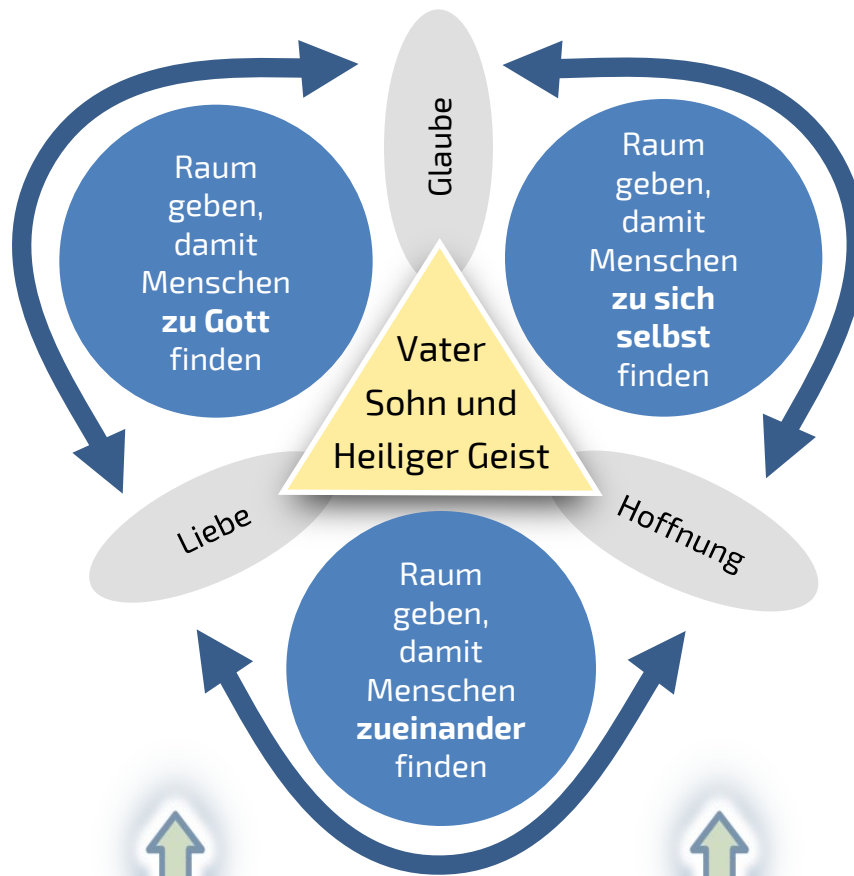 Glaube
Raum
geben,
damit
Menschen
zu Gott
finden
Raum
geben,
damit
Menschen
zu sich
selbst
finden
Vater
Sohn und
Heiliger Geist
Liebe
Hoffnung
Raum
geben,
damit
Menschen
zueinander
finden